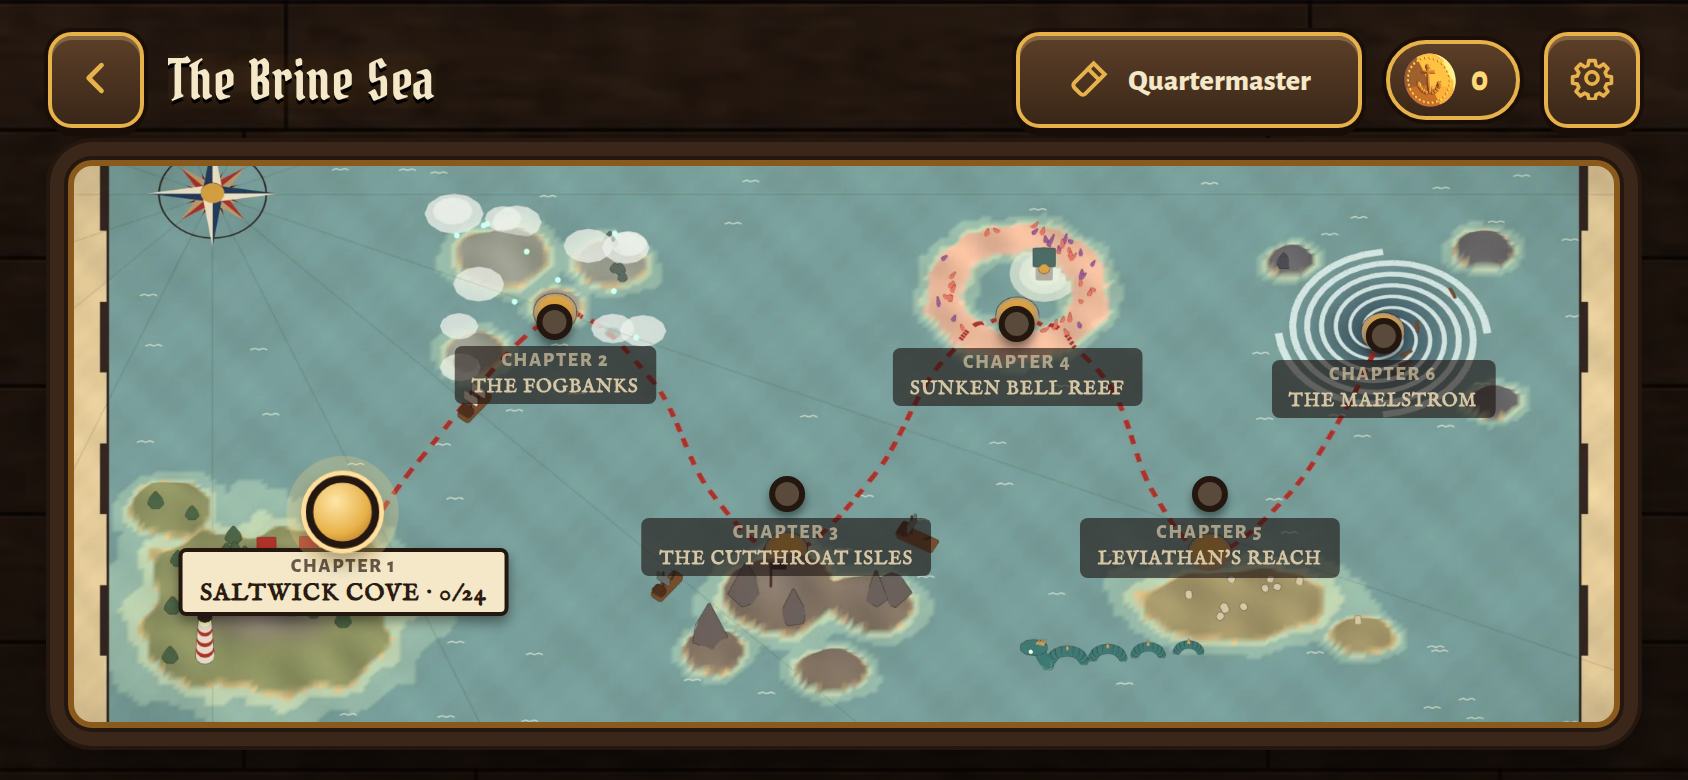 The Brine Sea
Quartermaster
0
CHAPTER 2
THE FOGBANKS
CHAPTER 4
SUNKEN BELL REEF
CHAPTER 6
THE MAELSTROM
CHAPTER 1
SALTWICK COVE · 0/24
CHAPTER 3
THE CUTTHROAT ISLES
CHAPTER 5
LEVIATHAN'S REACH